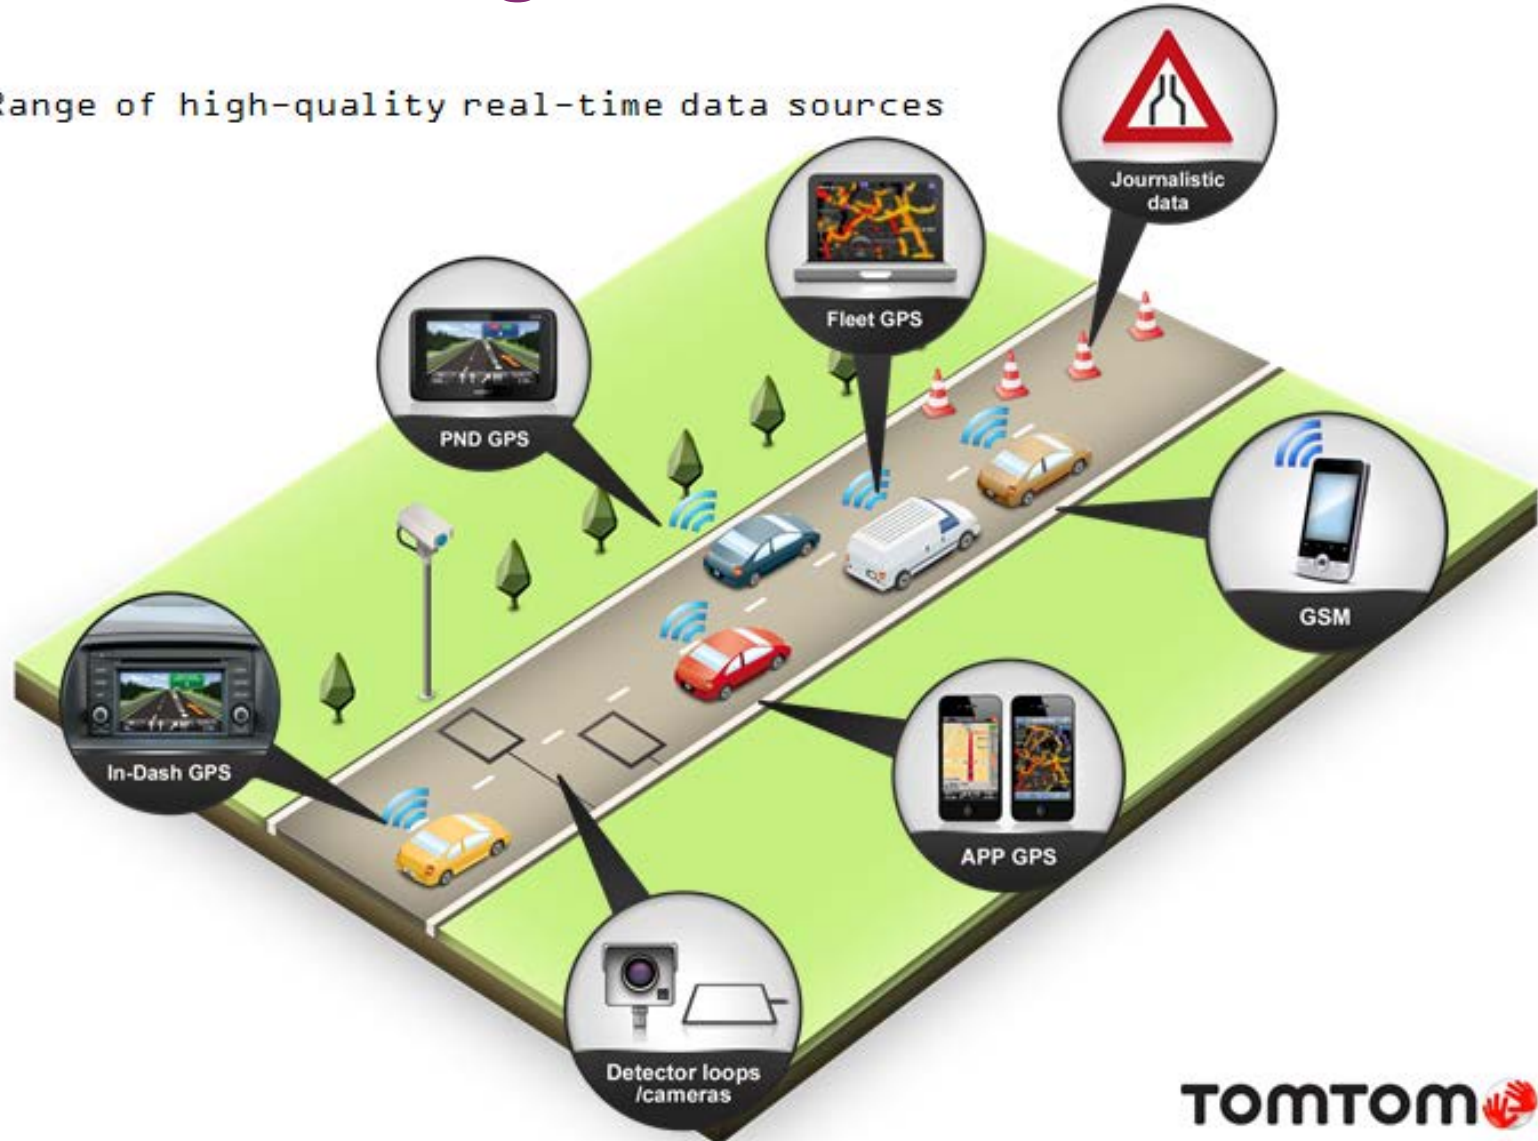 Range of high-quality real-time data sources
Journalistic
data
Fleet GPS
PND GPS
GSM
In-Dash GPS
APP GPS
Detector loops
/cameras
TOMTOM